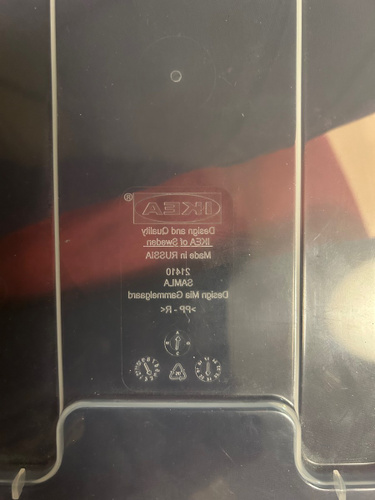 IKEA®
Design and Quality
IKEA of Sweden
Made in RUSSIA
21410
SAMLA
Design Mia Gammelgaard
>PP-R<